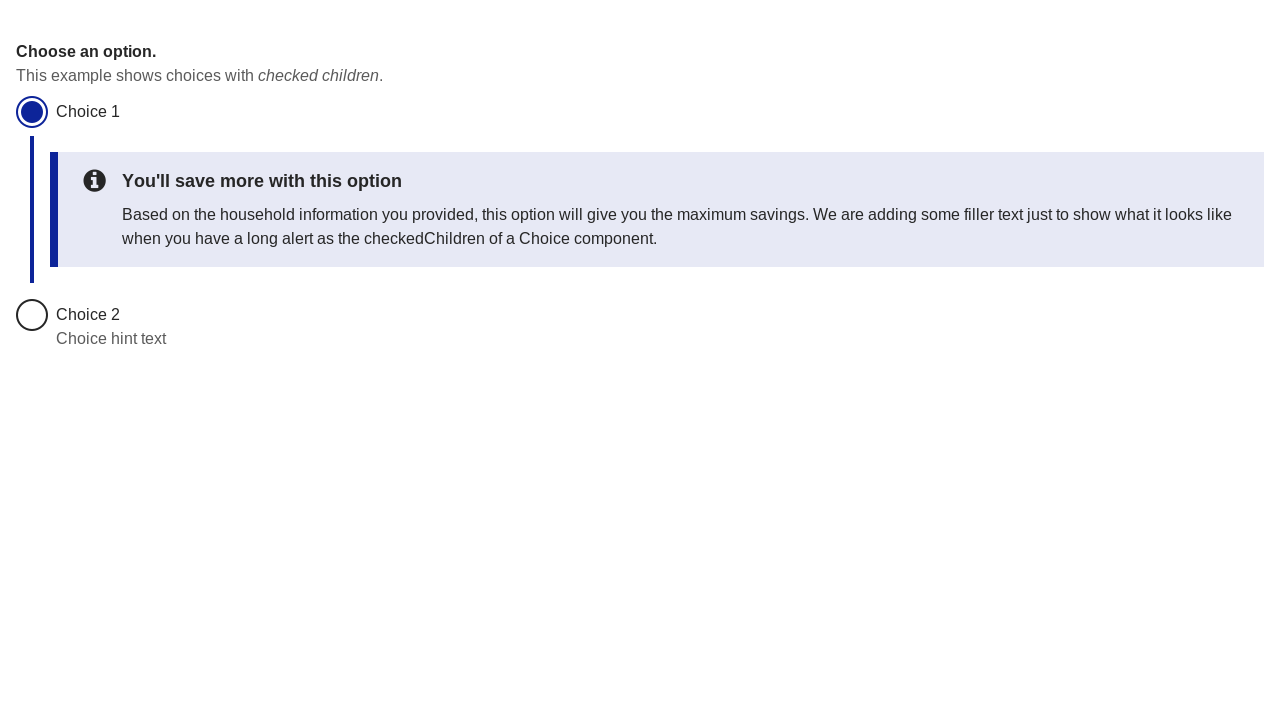 Choose an option.
This example shows choices with checked children.
Choice 1
You'll save more with this option
Based on the household information you provided, this option will give you the maximum savings. We are adding some filler text just to show what it looks like
when you have a long alert as the checkedChildren of a Choice component.
Choice 2
Choice hint text